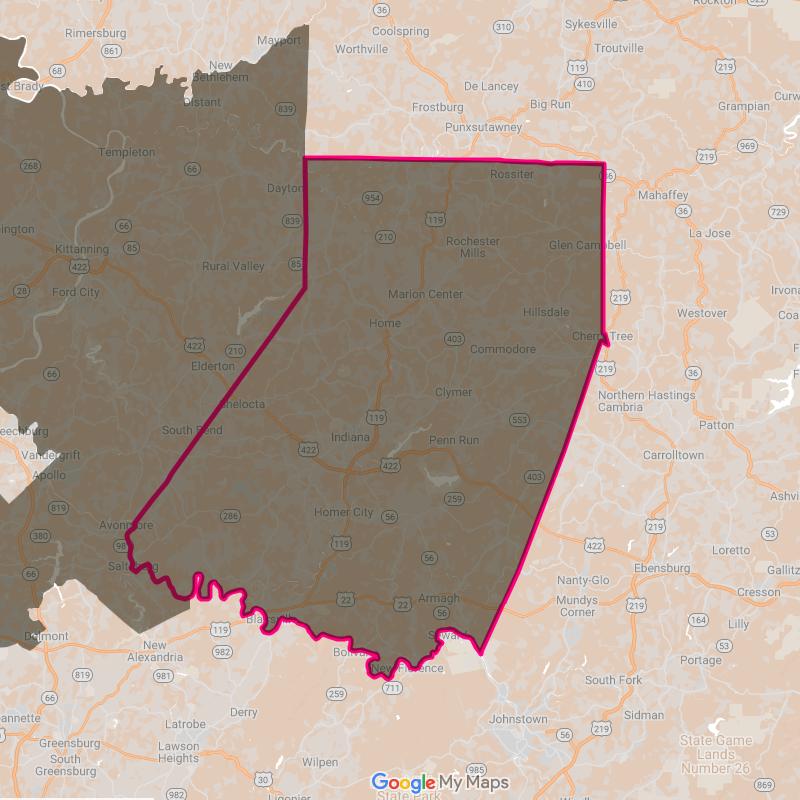 Rockton
322
36
Coolspring
Sykesville
310
Rimersburg
Mayport
Worthville
Troutville
861
New
Bethlehem
68
119
219
st Brady
410
De Lancey
Distant
839
Frostburg
Big Run
Grampian
Punxsutawney
Templeton
969
219
268
66
Rossiter
Dayton
Mahaffey
954
36
729
839
119
La Jose
66
210
Rochester
Mills
Glen Campbell
ington
Kittanning
85
422
Rural Valley
85
28
Ford City
Marion Center
219
Hillsdale
Westover
Home
Cherry Tree
422
210
403
Commodore
Elderton
219
66
36
Clymer
Northern
Hastings
Cambria
Shelocta
119
553
Patton
South Bend
eechburg
Indiana
Penn Run
422
Vandergrift
Carrolltown
422
Apollo
403
259
819
286
Homer City
56
Avonmore
219
53
380
119
422
Loretto
56
Saltsburg
66
Ebensburg
Nanty-Glo
Cresson
22
22
Armagh
Mundys
Corner
219
56
Blairsville
164
Lilly
119
Seward
Delmont
New
Alexandria
982
Bolivar
Portage
New Florence
819
981
South Fork
66
259
711
Derry
Johnstown
Sidman
eannette
Latrobe
219
56
Greensburg
Lawson
Heights
State Game
Lands
Number 26
South
Greensburg
Wilpen
30
985
869
982
Ligonier
State Park
Google My Maps